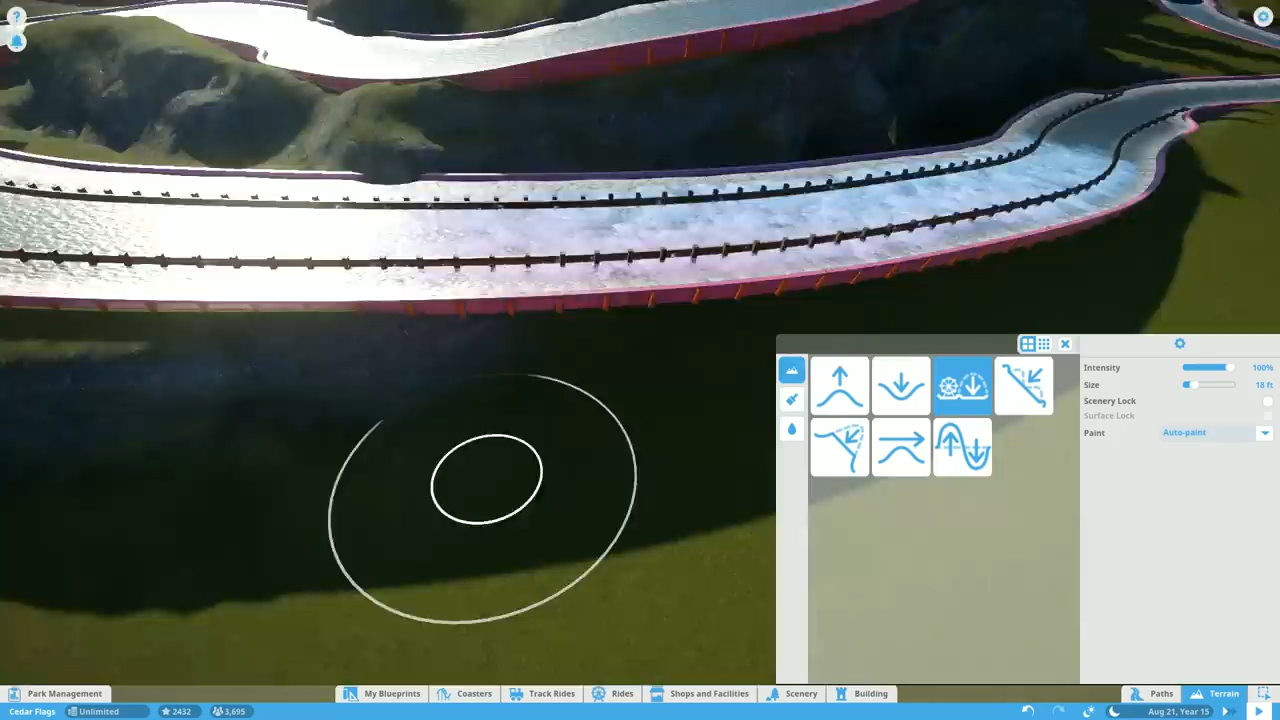 ?
Intensity 100%
Size 18 ft
Scenery Lock
Surface Lock
Paint Auto-paint
Park Management My Blueprints Coasters Track Rides Rides Shops and Facilities Scenery Building Paths Terrain
Cedar Flags Unlimited 2432 3,695 Aug 21, Year 15